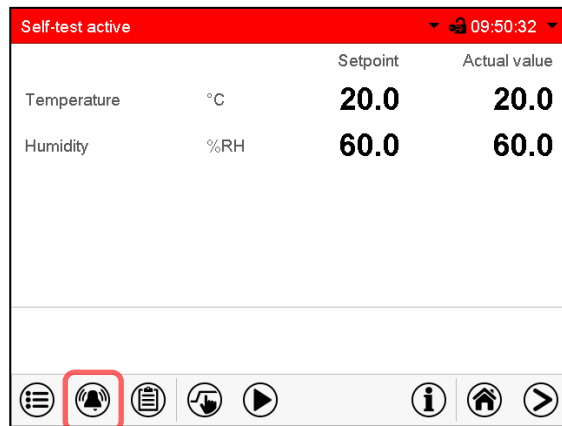 Self-test active 09:50:32
Setpoint Actual value
Temperature °C 20.0 20.0
Humidity %RH 60.0 60.0